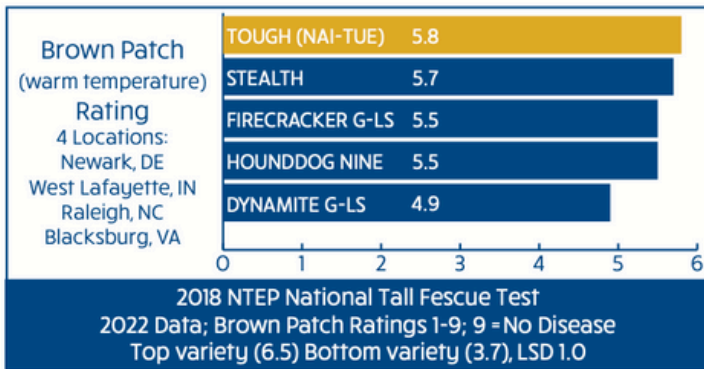 Brown Patch
(warm temperature)
Rating
4 Locations:
Newark, DE
West Lafayette, IN
Raleigh, NC
Blacksburg, VA
TOUGH (NAI-TUE) 5.8
STEALTH 5.7
FIRECRACKER G-LS 5.5
HOUNDDOG NINE 5.5
DYNAMITE G-LS 4.9
0 1 2 3 4 5 6
2018 NTEP National Tall Fescue Test
2022 Data; Brown Patch Ratings 1-9; 9 = No Disease
Top variety (6.5) Bottom variety (3.7), LSD 1.0